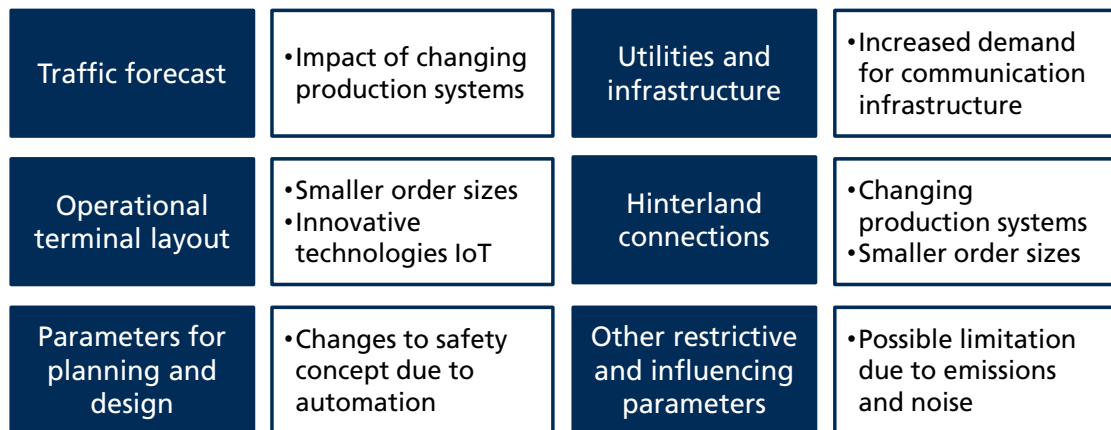 Traffic forecast
•Impact of changing
production systems
Utilities and
infrastructure
•Increased demand
for communication
infrastructure
Operational
terminal layout
•Smaller order sizes
•Innovative
technologies IoT
Hinterland
connections
•Changing
production systems
•Smaller order sizes
Parameters for
planning and
design
•Changes to safety
concept due to
automation
Other restrictive
and influencing
parameters
•Possible limitation
due to emissions
and noise